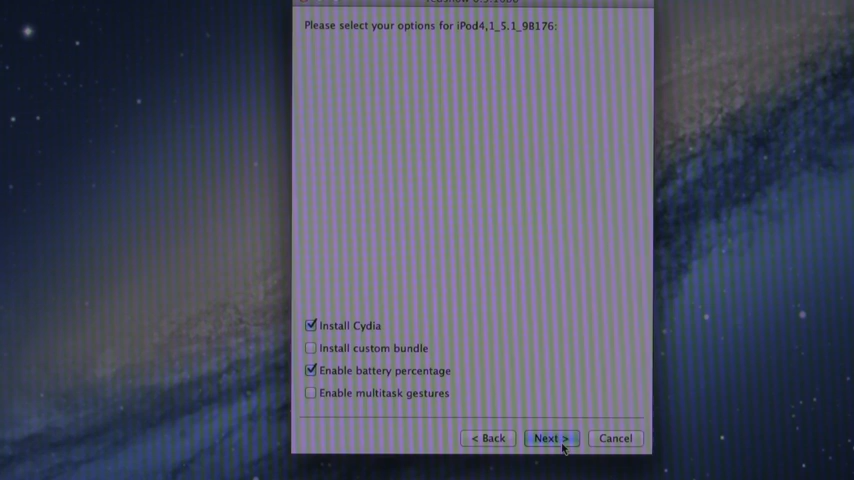 Please select your options for iPod4,1_5.1_9B176:
Install Cydia
Install custom bundle
Enable battery percentage
Enable multitask gestures
< Back
Next >
Cancel